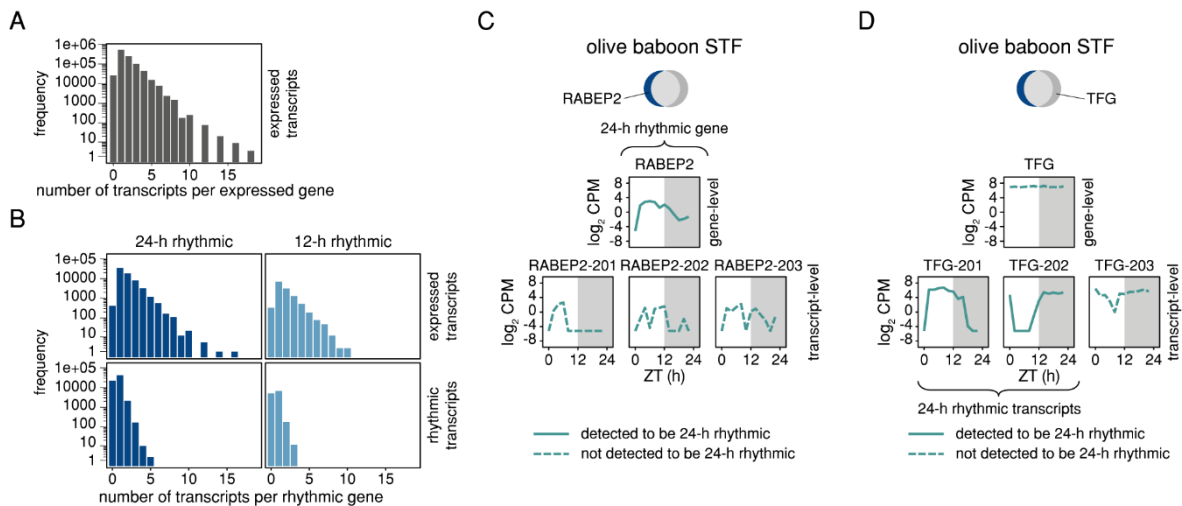 A
1e+06
1e+05
10000
1000
100
10
1
frequency
expressed
transcripts
0 5 10 15
number of transcripts per expressed gene
B
24-h rhythmic 12-h rhythmic
1e+05
10000
1000
100
10
1
expressed
transcripts
frequency
1e+05
10000
1000
100
10
1
rhythmic
transcripts
0 5 10 15 0 5 10 15
number of transcripts per rhythmic gene
C
olive baboon STF
RABEP2
24-h rhythmic gene
RABEP2
8
4
0
-4
-8
log2 CPM
gene-level
RABEP2-201 RABEP2-202 RABEP2-203
8
4
0
-4
-8
log2 CPM
transcript-level
0 12 24 0 12 24 0 12 24
ZT (h)
detected to be 24-h rhythmic
not detected to be 24-h rhythmic
D
olive baboon STF
TFG
TFG
8
4
0
-4
-8
log2 CPM
gene-level
TFG-201 TFG-202 TFG-203
8
4
0
-4
-8
log2 CPM
transcript-level
0 12 24 0 12 24 0 12 24
ZT (h)
24-h rhythmic transcripts
detected to be 24-h rhythmic
not detected to be 24-h rhythmic